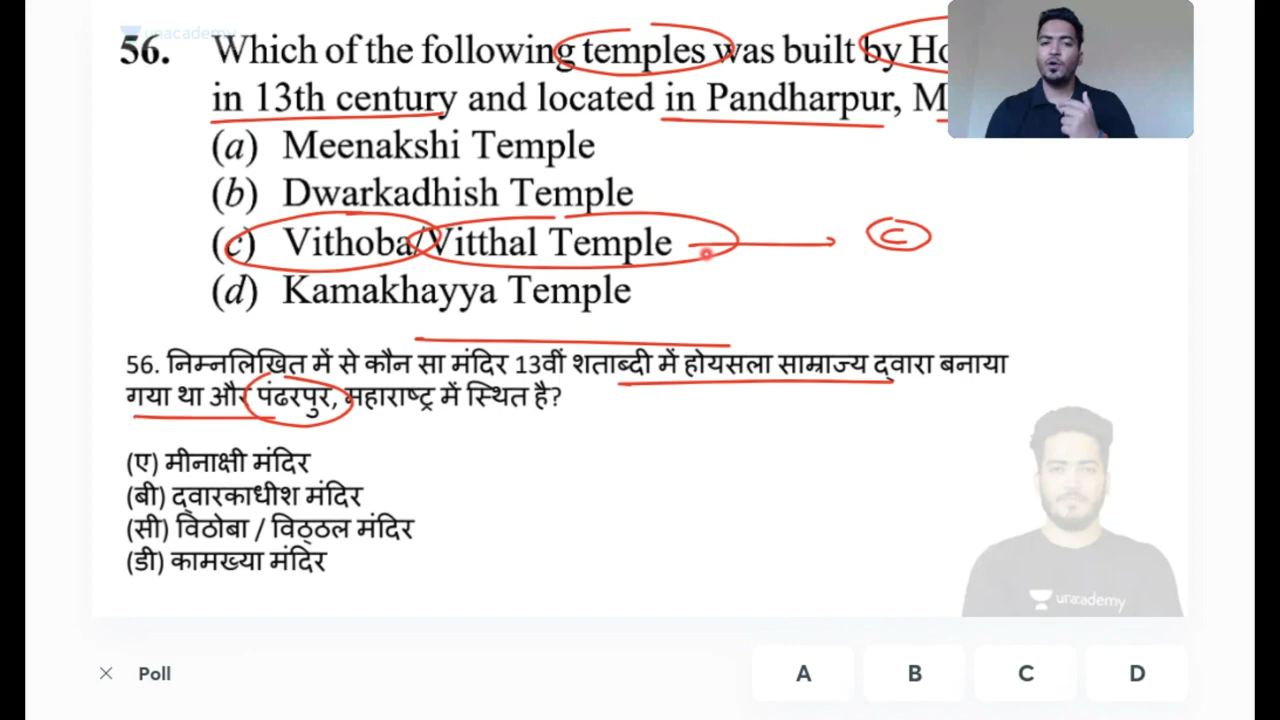 unacademy
56. Which of the following temples was built by Ho
in 13th century and located in Pandharpur, M
(a) Meenakshi Temple
(b) Dwarkadhish Temple
(c) Vithoba/Vitthal Temple
C
(d) Kamakhayya Temple
56. निम्नलिखित में से कौन सा मंदिर 13वीं शताब्दी में होयसला साम्राज्य द्वारा बनाया
गया था और पंढरपुर, महाराष्ट्र में स्थित है?
(ए) मीनाक्षी मंदिर
(बी) द्वारकाधीश मंदिर
(सी) विठोबा / विठ्ठल मंदिर
(डी) कामख्या मंदिर
unacademy
Poll
A B C D